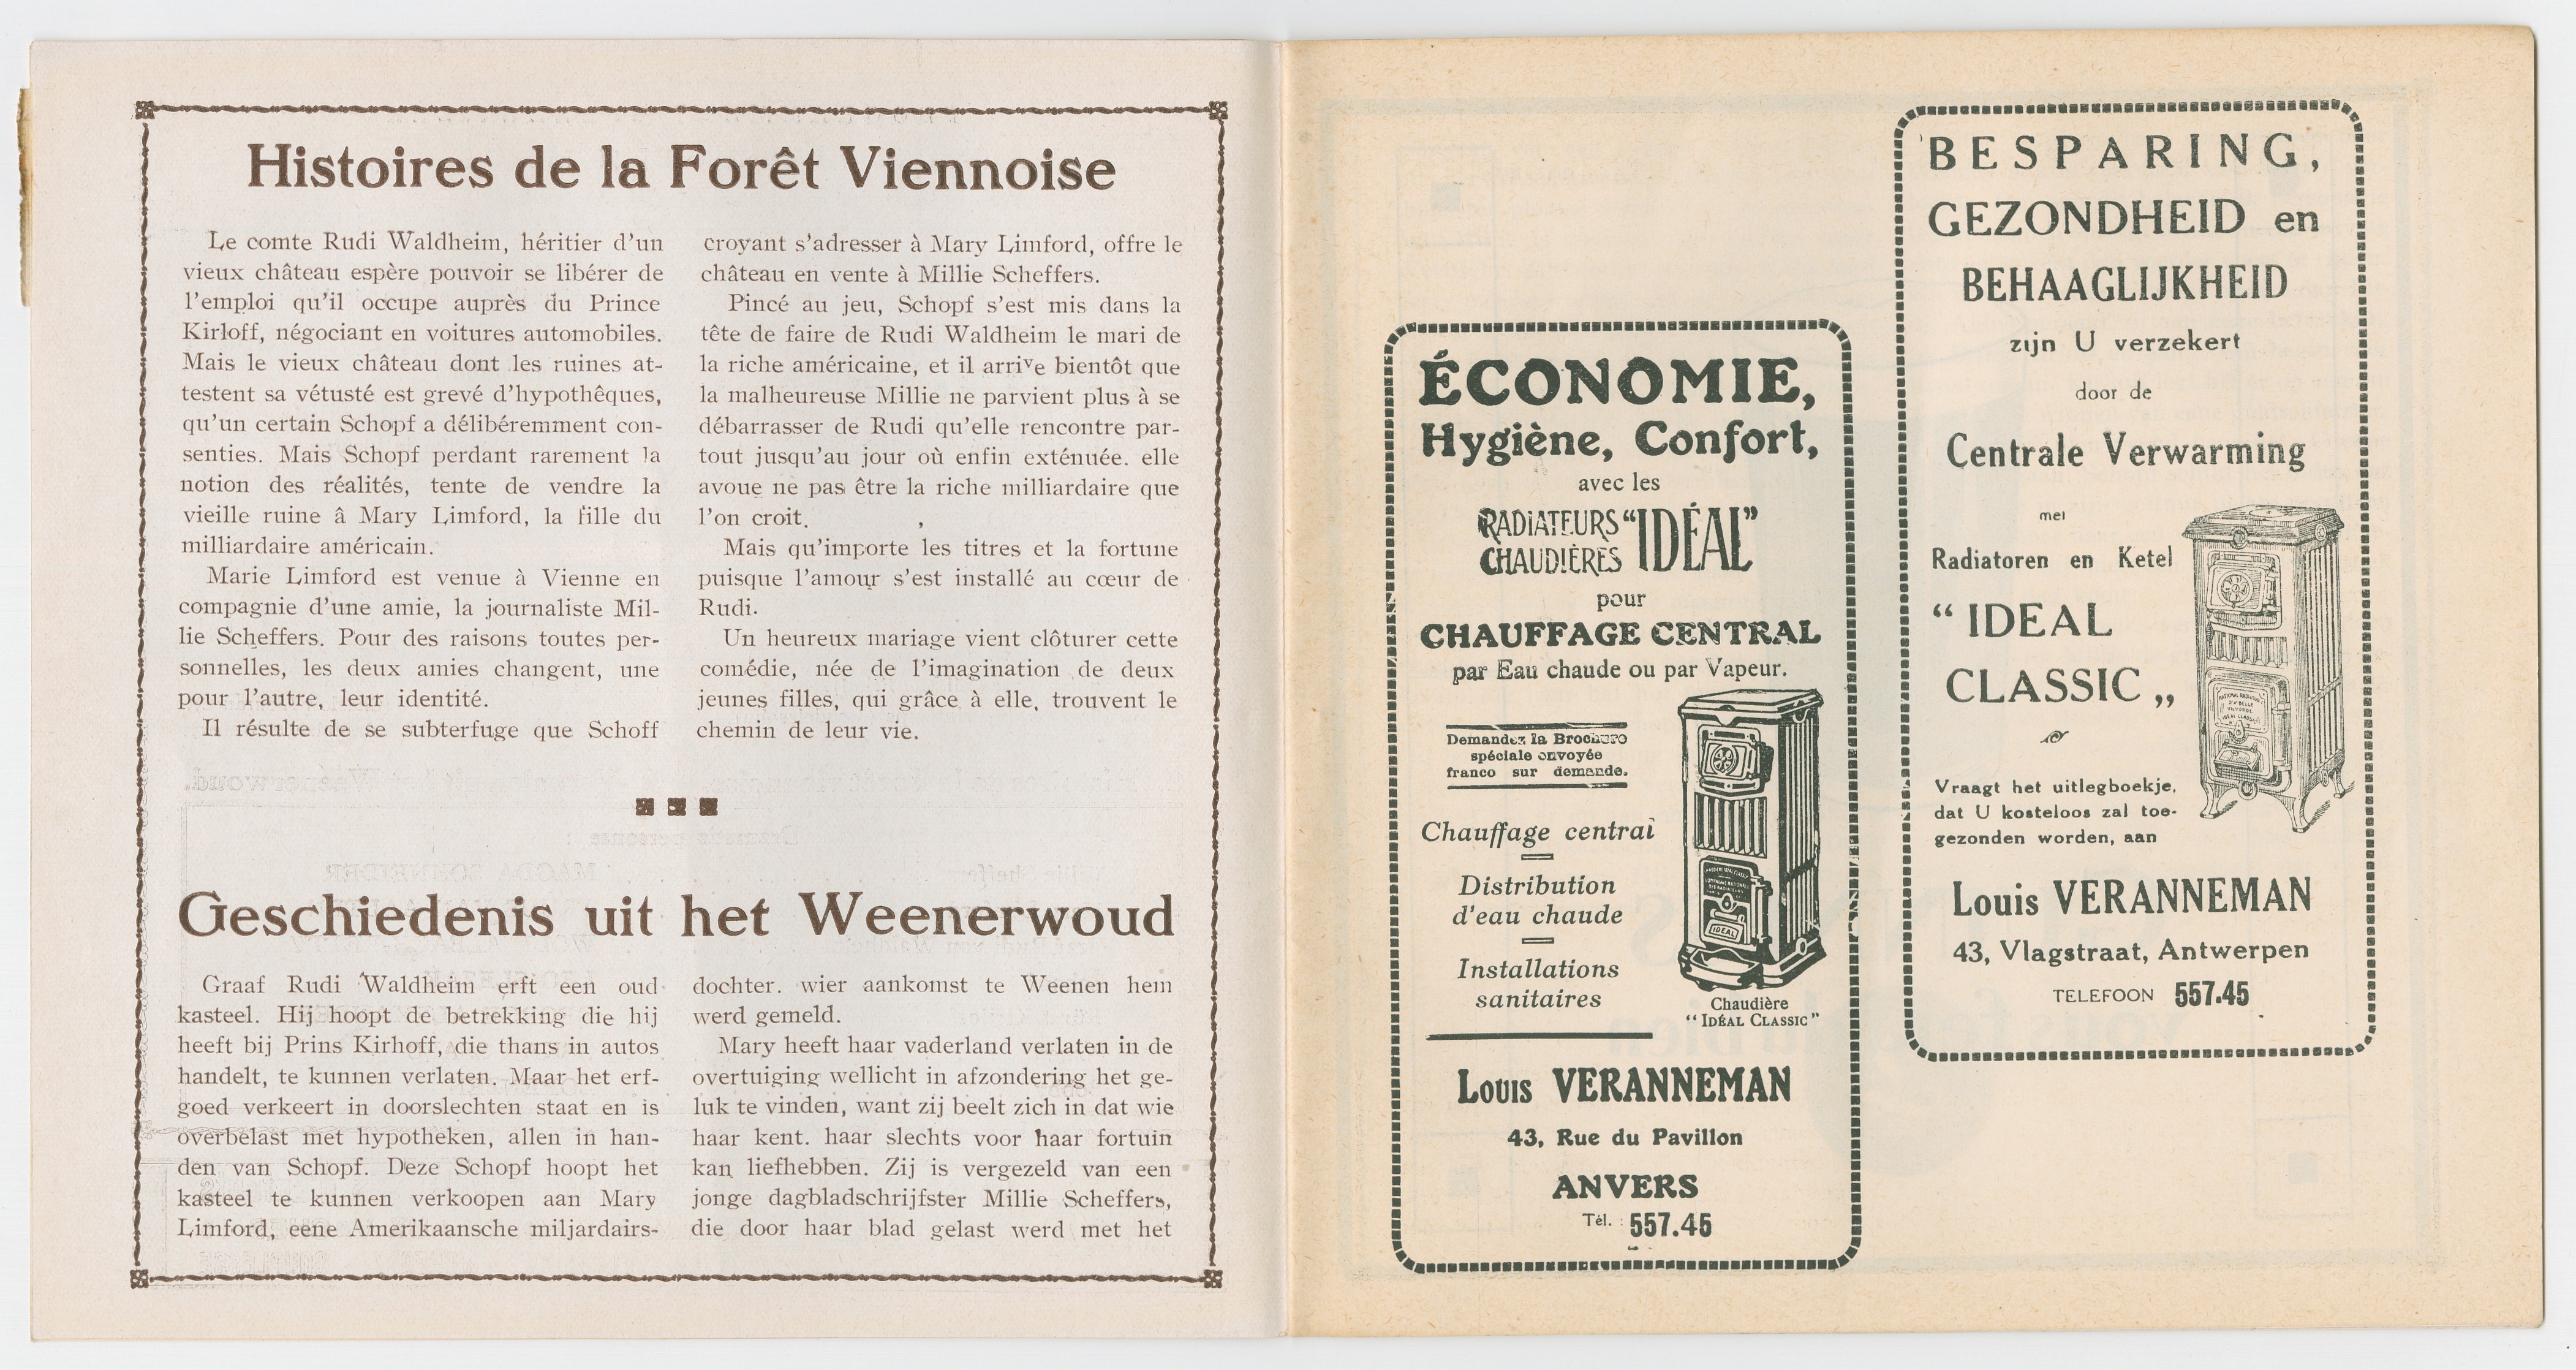 Histoires de la Forêt Viennoise
Le comte Rudi Waldheim, héritier d'un
vieux château espère pouvoir se libérer de
l'emploi qu'il occupe auprès du Prince
Kirloff, négociant en voitures automobiles.
Mais le vieux château dont les ruines at-
testent sa vétusté est grevé d'hypothêques,
qu'un certain Schopf a délibéremment con-
senties. Mais Schopf perdant rarement la
notion des réalités, tente de vendre la
vieille ruine â Mary Limford, la fille du
milliardaire américain.
Marie Limford est venue à Vienne en
compagnie d'une amie, la journaliste Mil-
lie Scheffers. Pour des raisons toutes per-
sonnelles, les deux amies changent, une
pour l'autre, leur identité.
Il résulte de se subterfuge que Schoff
croyant s'adresser à Mary Limford, offre le
château en vente à Millie Scheffers.
Pincé au jeu, Schopf s'est mis dans la
tête de faire de Rudi Waldheim le mari de
la riche américaine, et il arrive bientôt que
la malheureuse Millie ne parvient plus à se
débarrasser de Rudi qu'elle rencontre par-
tout jusqu'au jour où enfin exténuée. elle
avoue ne pas être la riche milliardaire que
l'on croit.
Mais qu'importe les titres et la fortune
puisque l'amour s'est installé au cœur de
Rudi.
Un heureux mariage vient clôturer cette
comédie, née de l'imagination de deux
jeunes filles, qui grâce à elle, trouvent le
chemin de leur vie.
Geschiedenis uit het Weenerwoud
Graaf Rudi Waldheim erft een oud
kasteel. Hij hoopt de betrekking die hij
heeft bij Prins Kirhoff, die thans in autos
handelt, te kunnen verlaten. Maar het erf-
goed verkeert in doorslechten staat en is
overbelast met hypotheken, allen in han-
den van Schopf. Deze Schopf hoopt het
kasteel te kunnen verkoopen aan Mary
Limford, eene Amerikaansche miljardairs-
dochter. wier aankomst te Weenen hem
werd gemeld.
Mary heeft haar vaderland verlaten in de
overtuiging wellicht in afzondering het ge-
luk te vinden, want zij beelt zich in dat wie
haar kent. haar slechts voor haar fortuin
kan liefhebben. Zij is vergezeld van een
jonge dagbladschrijfster Millie Scheffers,
die door haar blad gelast werd met het
ÉCONOMIE,
Hygiène, Confort,
avec les
RADIATEURS
CHAUDIÈRES
“IDÉAL”
pour
CHAUFFAGE CENTRAL
par Eau chaude ou par Vapeur.
Demandez la Brochure
spéciale envoyée
franco sur demande.
Chauffage central
Distribution
d'eau chaude
Installations
sanitaires
IDEAL
Chaudière
“IDÉAL CLASSIC”
Louis VERANNEMAN
43, Rue du Pavillon
ANVERS
Tél. : 557.45
BESPARING,
GEZONDHEID en
BEHAAGLIJKHEID
zijn U verzekert
door de
Centrale Verwarming
met
Radiatoren en Ketel
“ IDEAL
CLASSIC „
Vraagt het uitlegboekje,
dat U kosteloos zal toe-
gezonden worden, aan
Louis VERANNEMAN
43, Vlagstraat, Antwerpen
TELEFOON 557.45